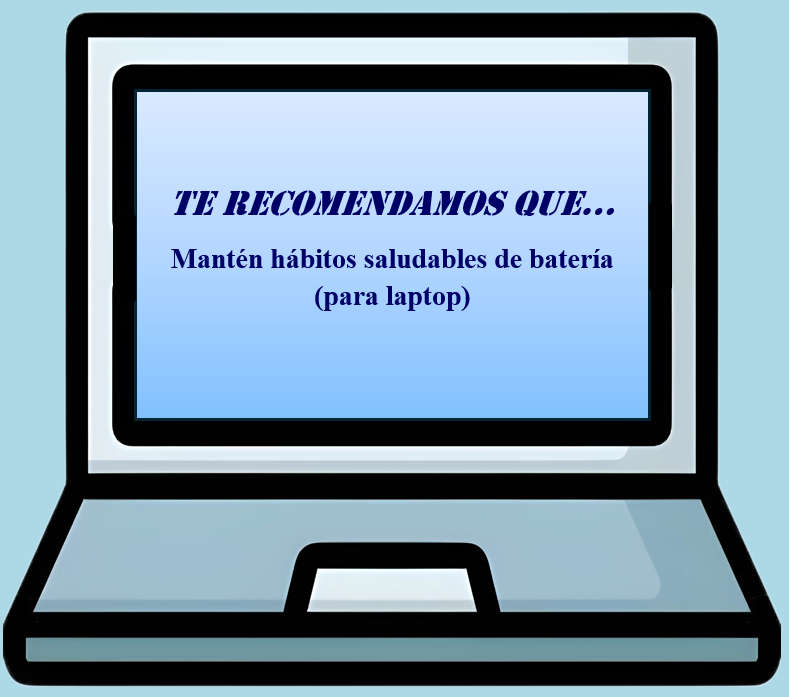 TE RECOMENDAMOS QUE...
Mantén hábitos saludables de batería
(para laptop)